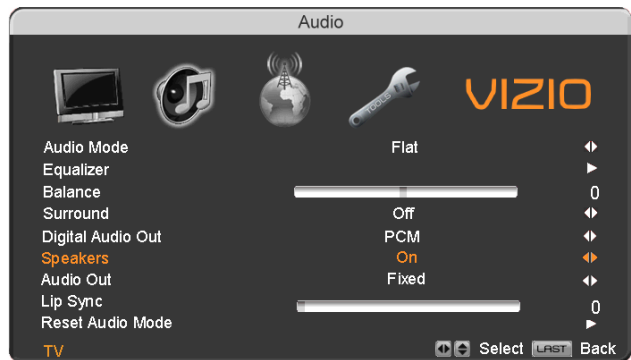 Audio
TOOLS
VIZIO
Audio Mode Flat
Equalizer
Balance 0
Surround Off
Digital Audio Out PCM
Speakers On
Audio Out Fixed
Lip Sync 0
Reset Audio Mode
TV Select LAST Back